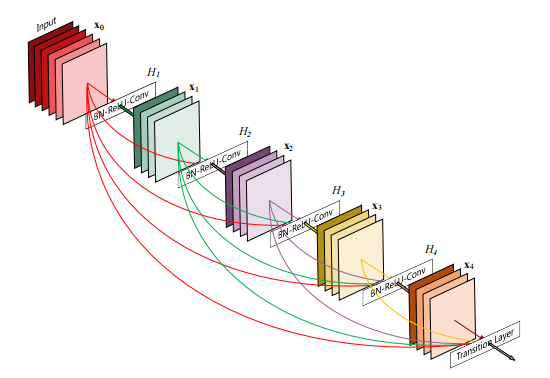 Input
x0
H1
x1
BN-ReLU-Conv
H2
x2
BN-ReLU-Conv
H3
x3
BN-ReLU-Conv
H4
x4
BN-ReLU-Conv
Transition Layer